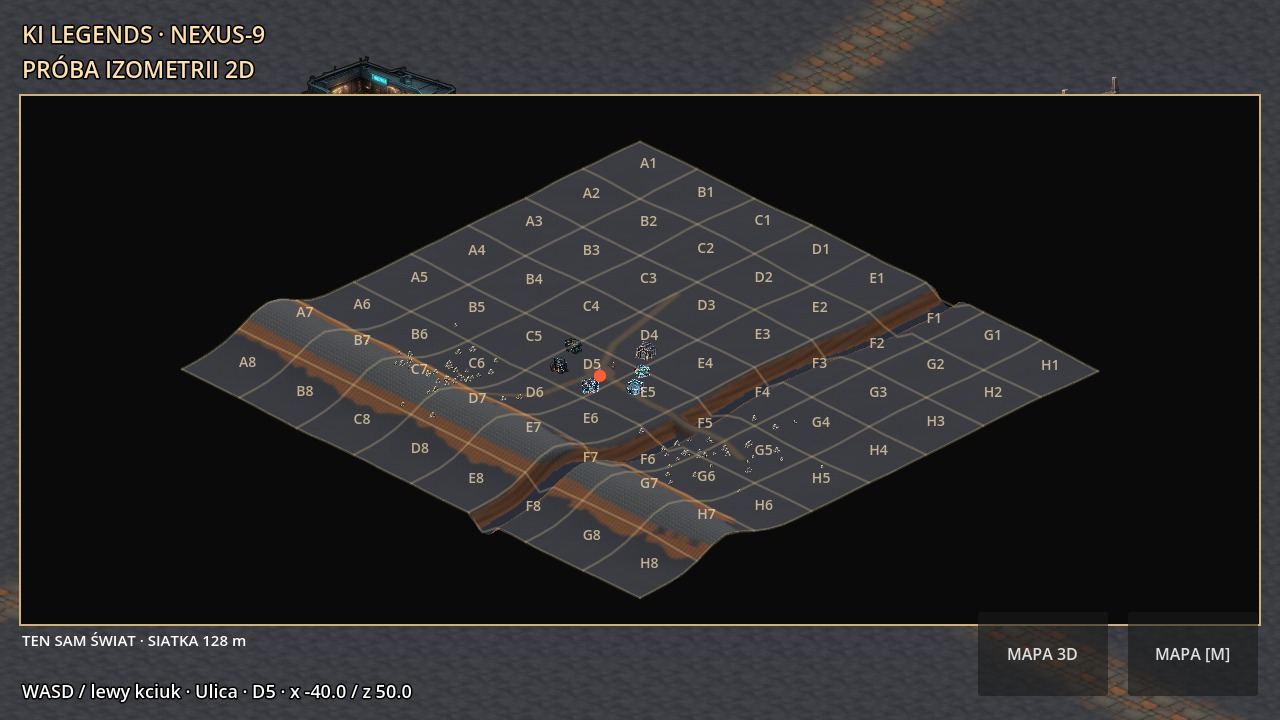 KI LEGENDS · NEXUS-9
PRÓBA IZOMETRII 2D
A1
A2 B1
A3 B2 C1
A4 B3 C2 D1
A5 B4 C3 D2 E1
A6 B5 C4 D3 E2 F1
A7 B6 C5 D4 E3 F2 G1
A8 B7 C6 D5 E4 F3 G2 H1
B8 C7 D6 E5 F4 G3 H2
C8 D7 E6 F5 G4 H3
D8 E7 F6 G5 H4
E8 F7 G6 H5
F8 G7 H6
G8 H7
H8
TEN SAM ŚWIAT · SIATKA 128 m
MAPA 3D MAPA [M]
WASD / lewy kciuk · Ulica · D5 · x -40.0 / z 50.0